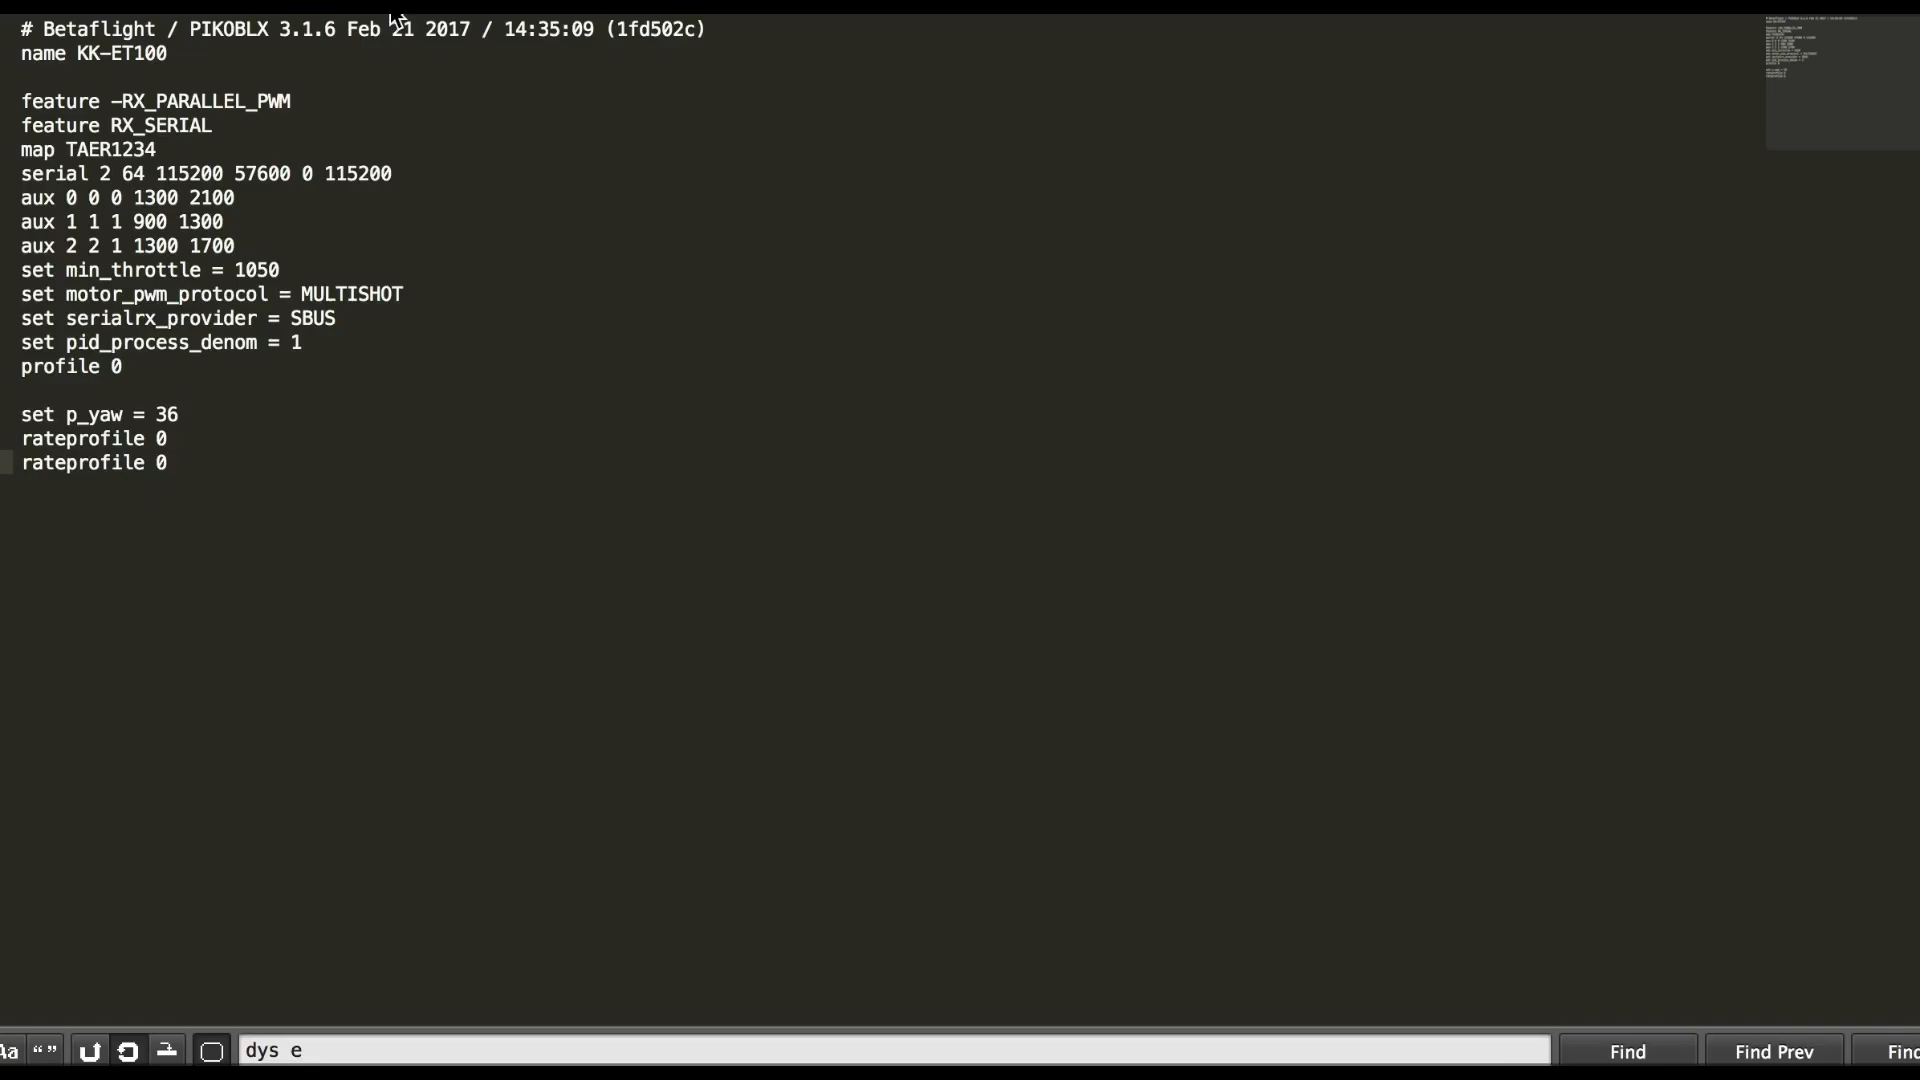 # Betaflight / PIKOBLX 3.1.6 Feb 21 2017 / 14:35:09 (1fd502c)
name KK-ET100
feature -RX_PARALLEL_PWM
feature RX_SERIAL
map TAER1234
serial 2 64 115200 57600 0 115200
aux 0 0 0 1300 2100
aux 1 1 1 900 1300
aux 2 2 1 1300 1700
set min_throttle = 1050
set motor_pwm_protocol = MULTISHOT
set serialrx_provider = SBUS
set pid_process_denom = 1
profile 0
set p_yaw = 36
rateprofile 0
rateprofile 0
Aa “ ” dys e Find Find Prev Find